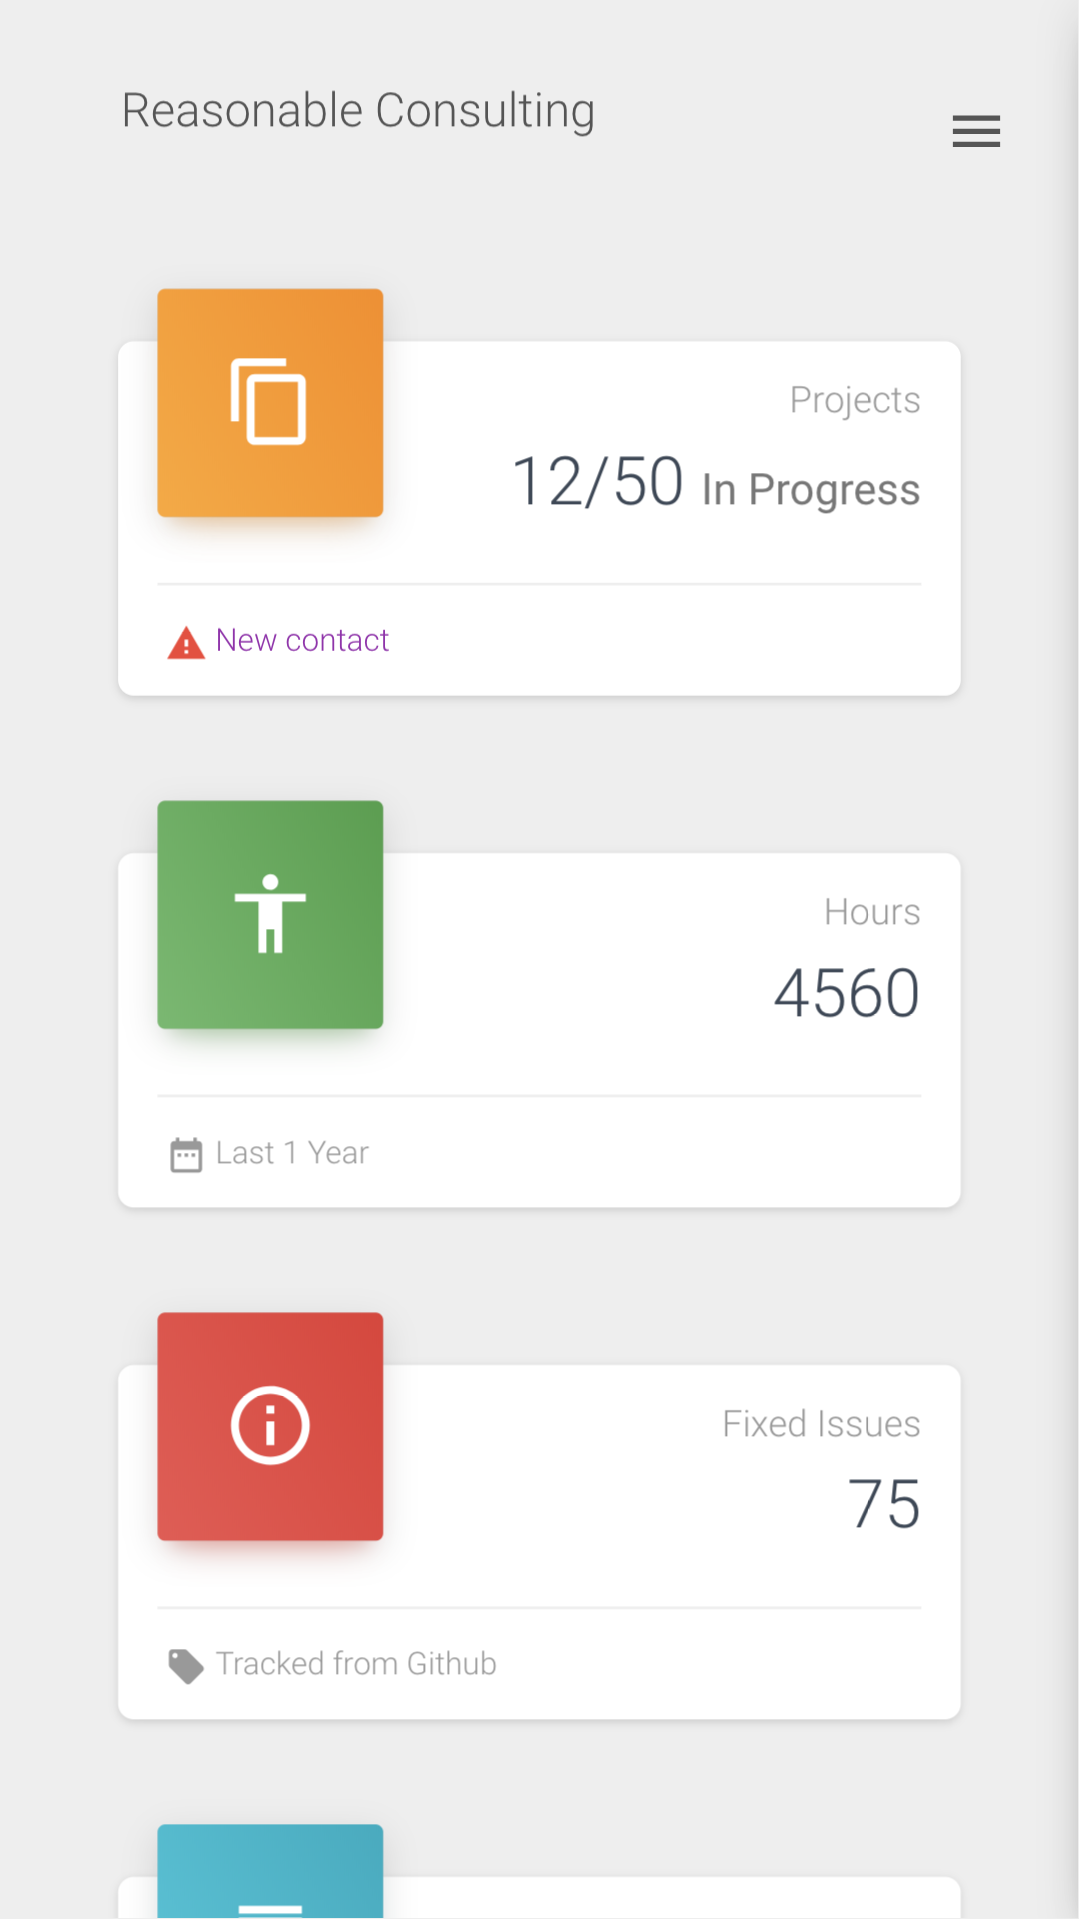 Reasonable Consulting
Projects
12/50 In Progress
New contact
Hours
4560
Last 1 Year
Fixed Issues
75
Tracked from Github